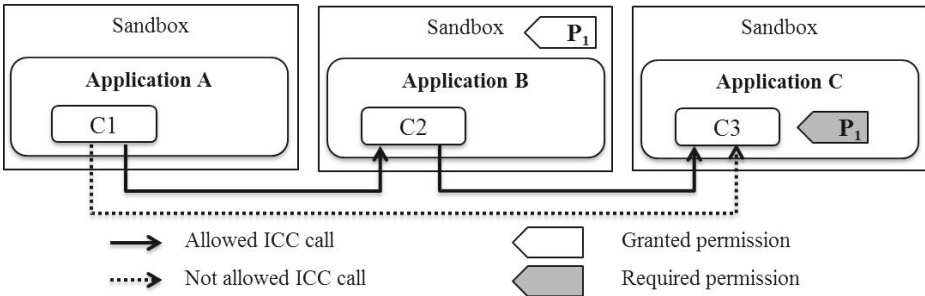 Sandbox
Sandbox
P1
Sandbox
Application A
Application B
Application C
C1
C2
C3
P1
Allowed ICC call
Granted permission
Not allowed ICC call
Required permission